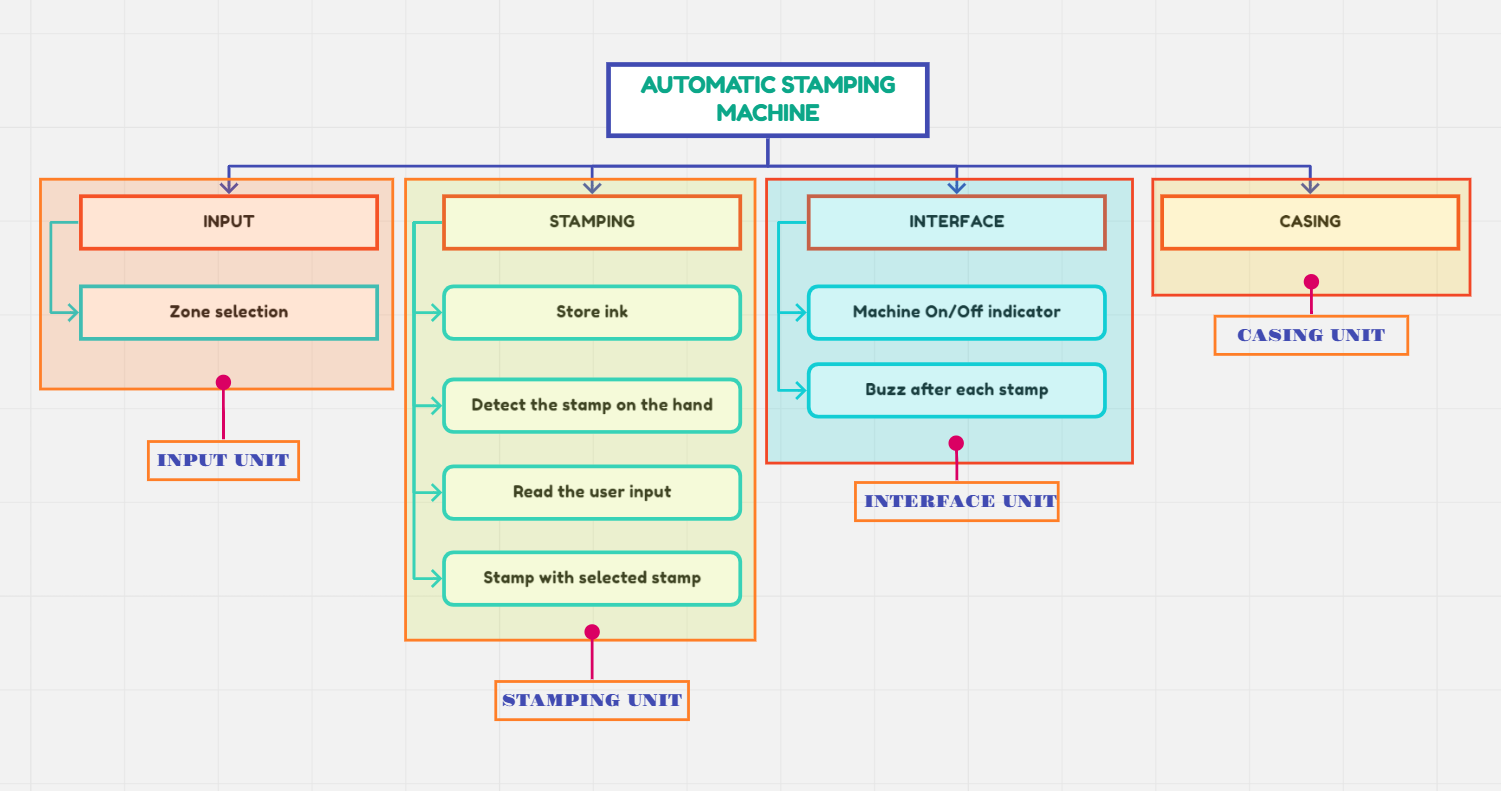 AUTOMATIC STAMPING
MACHINE
INPUT
Zone selection
INPUT UNIT
STAMPING
Store ink
Detect the stamp on the hand
Read the user input
Stamp with selected stamp
STAMPING UNIT
INTERFACE
Machine On/Off indicator
Buzz after each stamp
INTERFACE UNIT
CASING
CASING UNIT